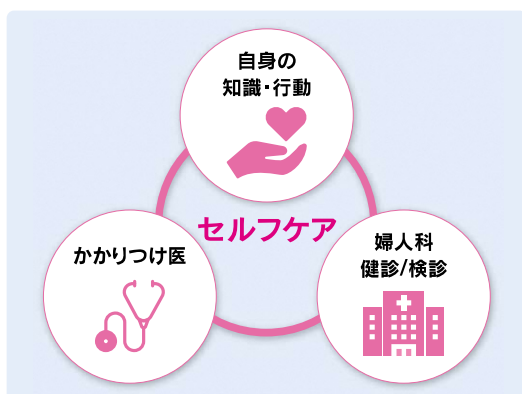 自身の
知識・行動
セルフケア
かかりつけ医
婦人科
健診/検診